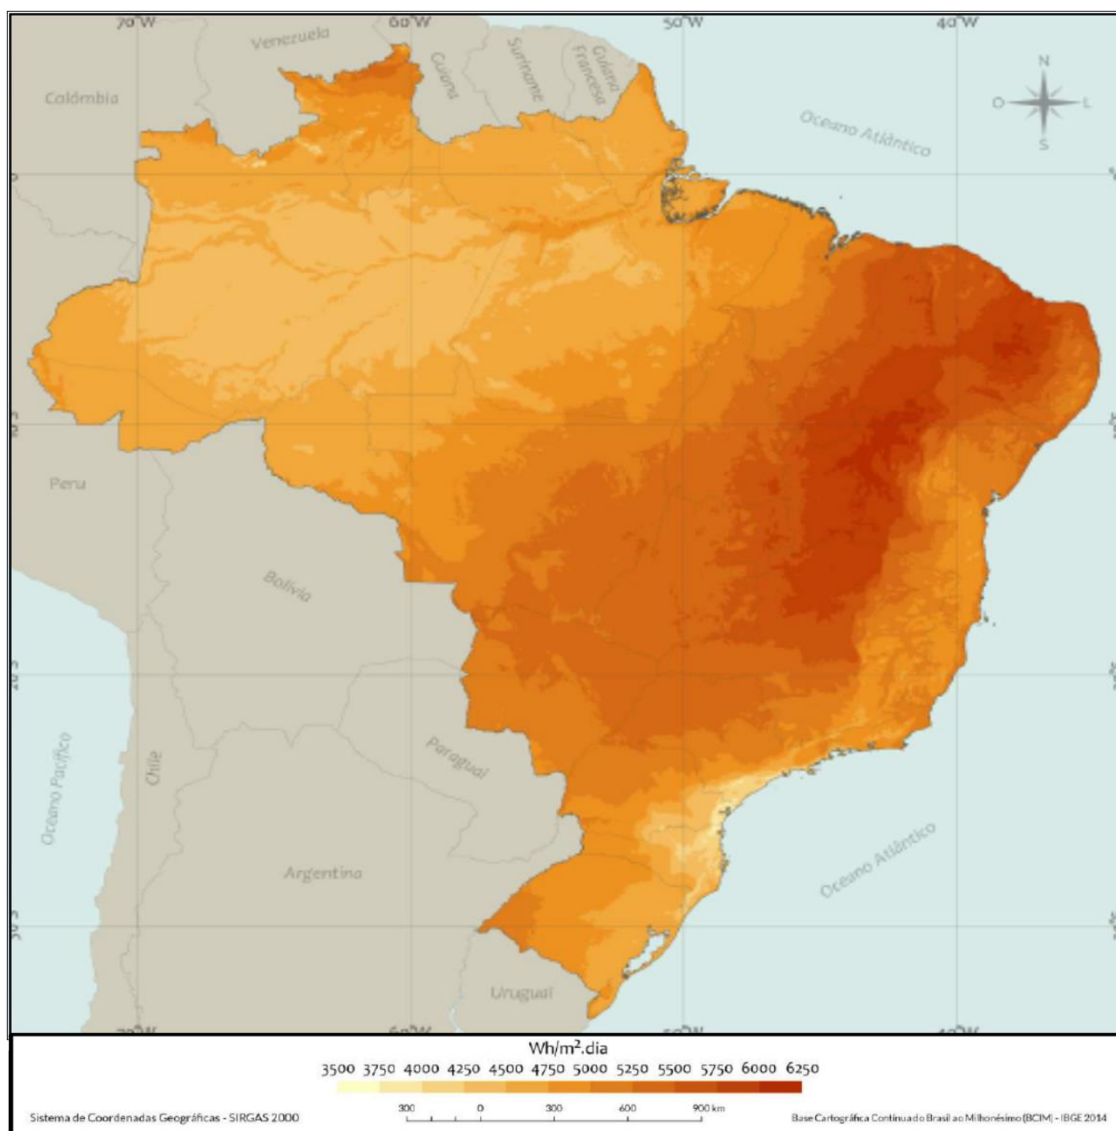 70°W 60°W 50°W 40°W
Venezuela
Guiana
Suriname
Guiana
Francesa
Colómbia
N
O L
S
Oceano Atlântico
Peru
Bolívia
Oceano Pacífico
Chile
Paraguai
Argentina
Oceano Atlântico
Uruguai
Wh/m².dia
3500 3750 4000 4250 4500 4750 5000 5250 5500 5750 6000 6250
300 0 300 600 900 km
Sistema de Coordenadas Geográficas - SIRGAS 2000
Base Cartográfica Contínua do Brasil ao Milhonésimo (BCIM) - IBGE 2014